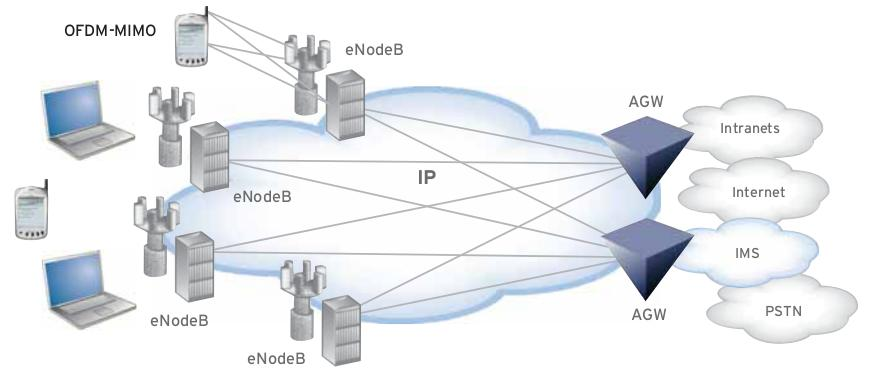 OFDM-MIMO
eNodeB
AGW
Intranets
IP
eNodeB
Internet
IMS
eNodeB
AGW
PSTN
eNodeB